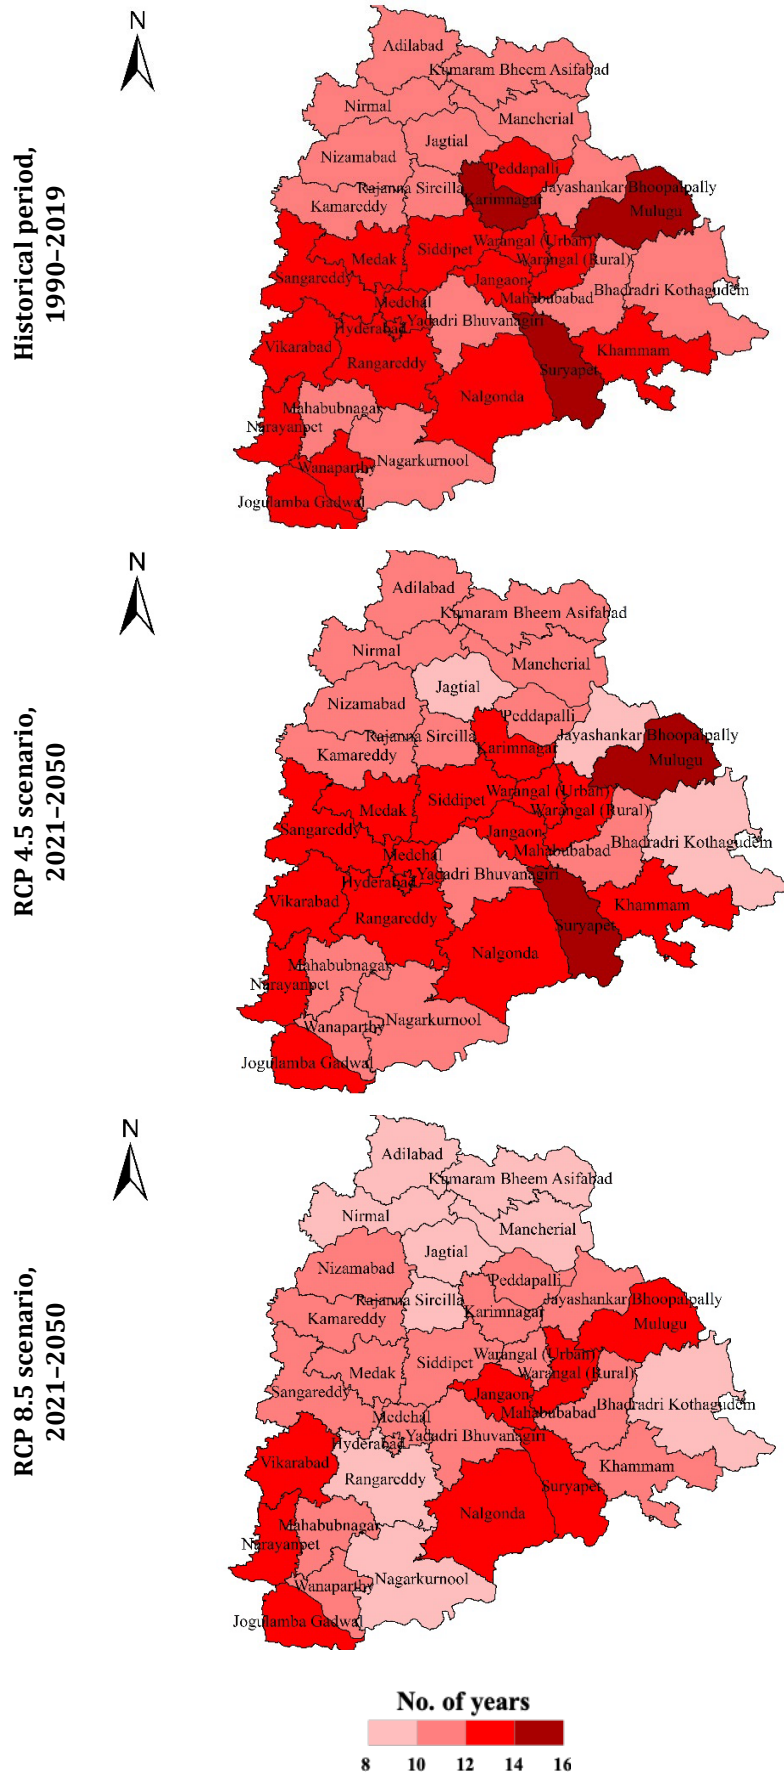 N
Historical period,
1990–2019
Adilabad
Kumaram Bheem Asifabad
Nirmal
Mancherial
Jagtial
Nizamabad
Peddapalli
Rajanna Sircilla
Jayashankar Bhoopalpally
Kamareddy
Karimnagar
Mulugu
Siddipet
Warangal (Urban)
Medak
Warangal (Rural)
Sangareddy
Jangaon
Bhadradri Kothagudem
Medchal
Mahabubabad
Hyderabad
Yadadri Bhuvanagiri
Vikarabad
Khammam
Rangareddy
Suryapet
Nalgonda
Mahabubnagar
Narayanpet
Nagarkurnool
Wanaparthy
Jogulamba Gadwal
N
RCP 4.5 scenario,
2021–2050
Adilabad
Kumaram Bheem Asifabad
Nirmal
Mancherial
Jagtial
Nizamabad
Peddapalli
Rajanna Sircilla
Jayashankar Bhoopalpally
Kamareddy
Karimnagar
Mulugu
Siddipet
Warangal (Urban)
Medak
Warangal (Rural)
Sangareddy
Jangaon
Bhadradri Kothagudem
Medchal
Mahabubabad
Hyderabad
Yadadri Bhuvanagiri
Vikarabad
Khammam
Rangareddy
Suryapet
Nalgonda
Mahabubnagar
Narayanpet
Nagarkurnool
Wanaparthy
Jogulamba Gadwal
N
RCP 8.5 scenario,
2021–2050
Adilabad
Kumaram Bheem Asifabad
Nirmal
Mancherial
Jagtial
Nizamabad
Peddapalli
Rajanna Sircilla
Jayashankar Bhoopalpally
Kamareddy
Karimnagar
Mulugu
Siddipet
Warangal (Urban)
Medak
Warangal (Rural)
Sangareddy
Jangaon
Bhadradri Kothagudem
Medchal
Mahabubabad
Hyderabad
Yadadri Bhuvanagiri
Vikarabad
Khammam
Rangareddy
Suryapet
Nalgonda
Mahabubnagar
Narayanpet
Nagarkurnool
Wanaparthy
Jogulamba Gadwal
No. of years
8 10 12 14 16